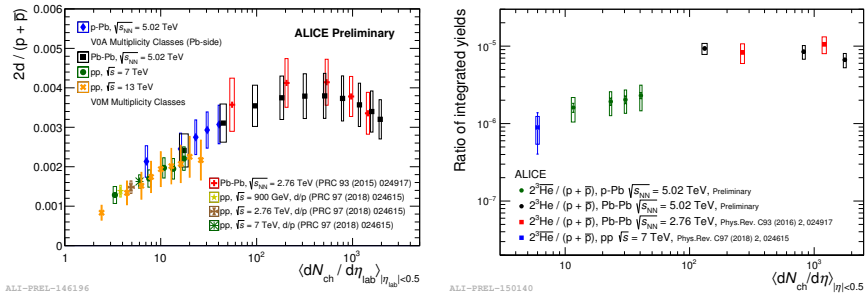 2d / (p + p̅)
0.006
0.005
0.004
0.003
0.002
0.001
0
p-Pb, √sNN = 5.02 TeV
V0A Multiplicity Classes (Pb-side)
Pb-Pb, √sNN = 5.02 TeV
pp, √s = 7 TeV
pp, √s = 13 TeV
V0M Multiplicity Classes
ALICE Preliminary
Pb-Pb, √sNN = 2.76 TeV (PRC 93 (2015) 024917)
pp, √s = 900 GeV, d/p (PRC 97 (2018) 024615)
pp, √s = 2.76 TeV, d/p (PRC 97 (2018) 024615)
pp, √s = 7 TeV, d/p (PRC 97 (2018) 024615)
1 10 10² 10³
⟨dNch / dηlab⟩|ηlab|<0.5
ALI-PREL-146196
Ratio of integrated yields
10⁻⁵
10⁻⁶
10⁻⁷
ALICE
2³He / (p + p̅), p-Pb √sNN = 5.02 TeV, Preliminary
2³He / (p + p̅), Pb-Pb √sNN = 5.02 TeV, Preliminary
2³He / (p + p̅), Pb-Pb √sNN = 2.76 TeV, Phys.Rev. C93 (2016) 2, 024917
2³H̅e̅ / (p + p̅), pp √s = 7 TeV, Phys.Rev. C97 (2018) 2, 024615
10 10² 10³
⟨dNch/dη⟩|η|<0.5
ALI-PREL-150140